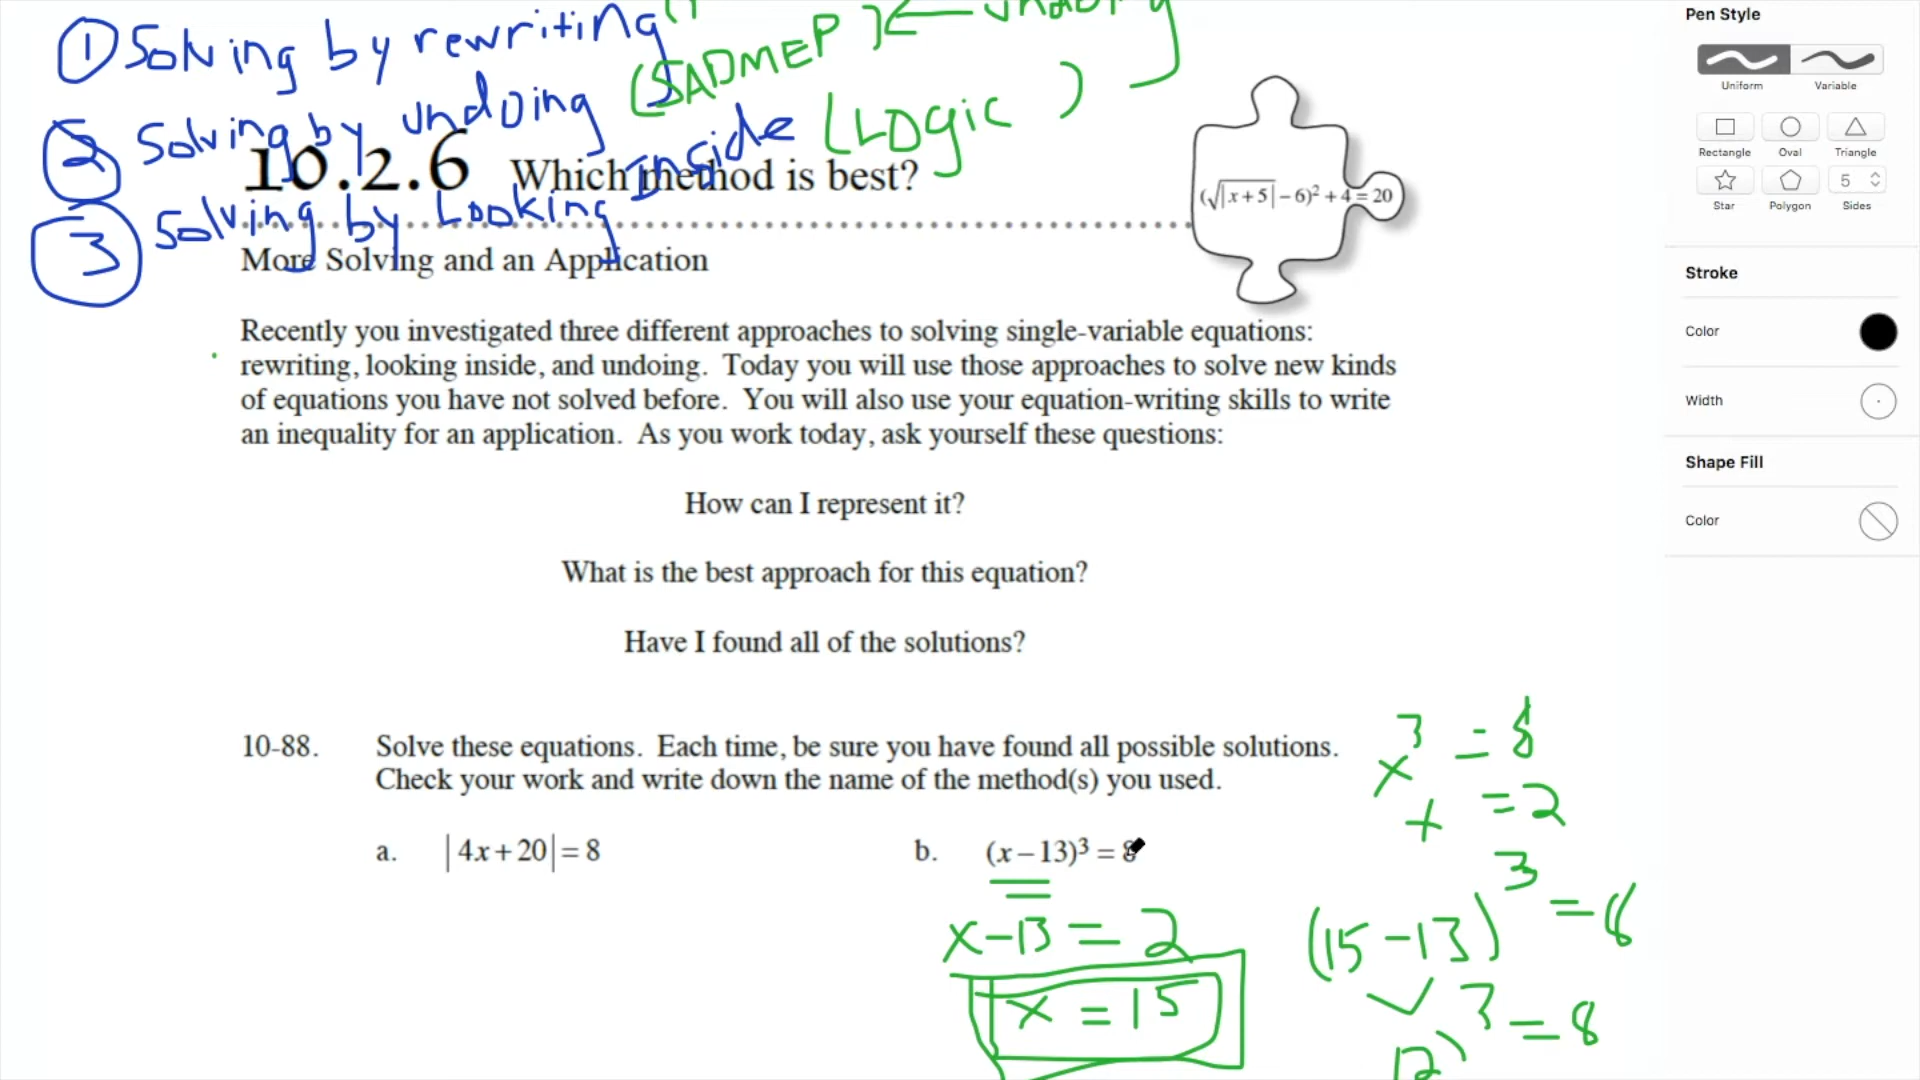 ① Solving by rewriting
(SADMEP) ← undoing
② Solving by undoing
(LOgic)
③ Solving by Looking Inside
10.2.6 Which method is best?
(√|x+5| – 6)² + 4 = 20
More Solving and an Application
Recently you investigated three different approaches to solving single-variable equations:
rewriting, looking inside, and undoing. Today you will use those approaches to solve new kinds
of equations you have not solved before. You will also use your equation-writing skills to write
an inequality for an application. As you work today, ask yourself these questions:
How can I represent it?
What is the best approach for this equation?
Have I found all of the solutions?
10-88. Solve these equations. Each time, be sure you have found all possible solutions.
Check your work and write down the name of the method(s) you used.
a. |4x+20| = 8
b. (x – 13)³ = 8
x – 13 = 2
x = 15
x³ = 8
x = 2
(15 – 13)³ = 8
✓ ³ = 8
Pen Style
Uniform
Variable
Rectangle
Oval
Triangle
Star
Polygon
5
Sides
Stroke
Color
Width
Shape Fill
Color